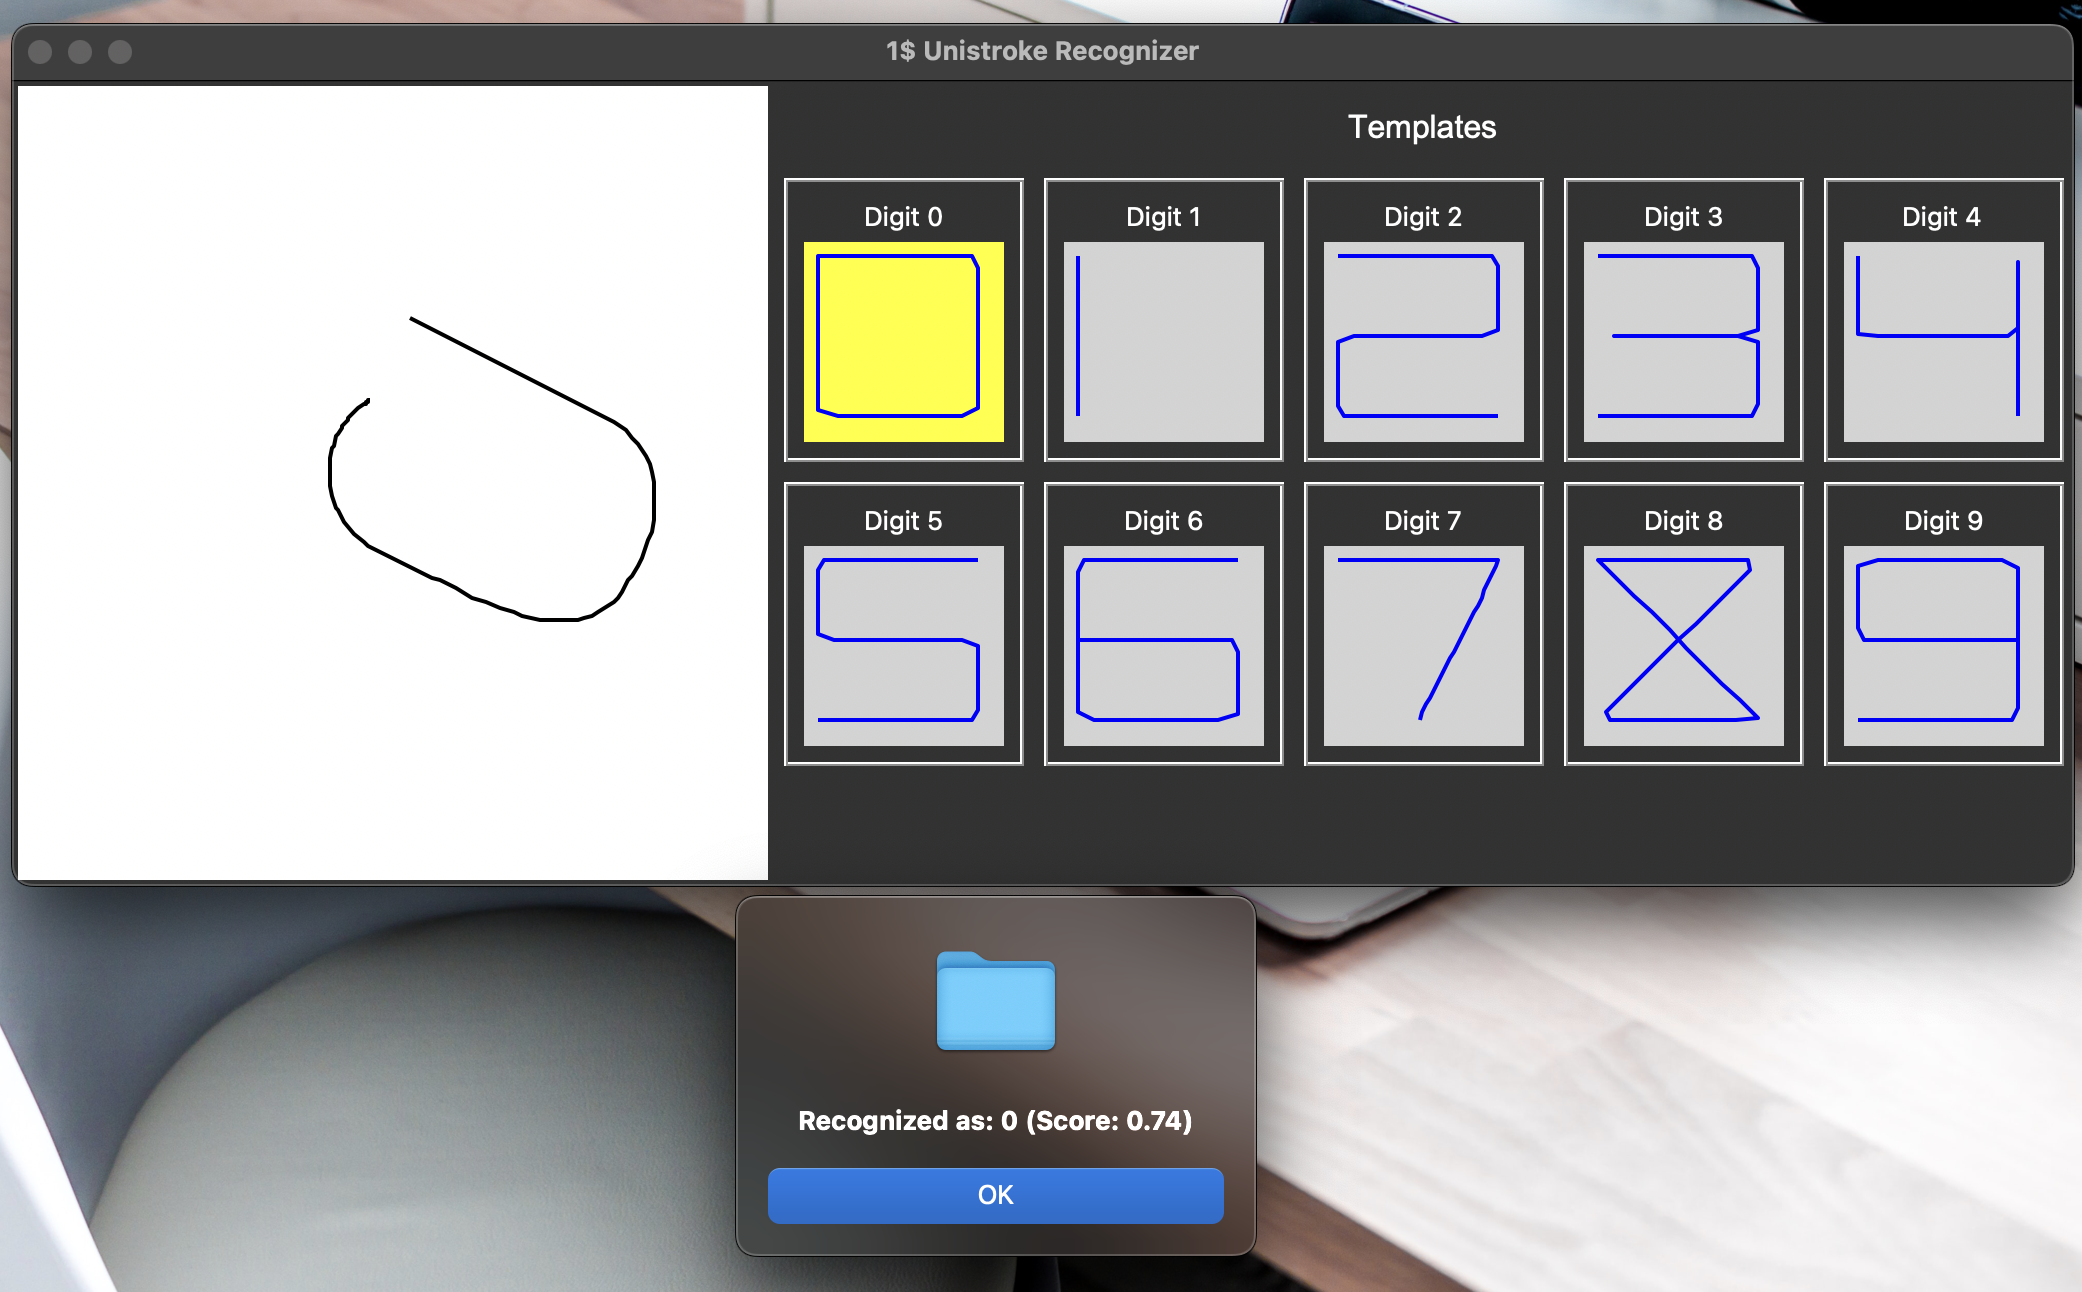 1$ Unistroke Recognizer
Templates
Digit 0
Digit 1
Digit 2
Digit 3
Digit 4
Digit 5
Digit 6
Digit 7
Digit 8
Digit 9
Recognized as: 0 (Score: 0.74)
OK